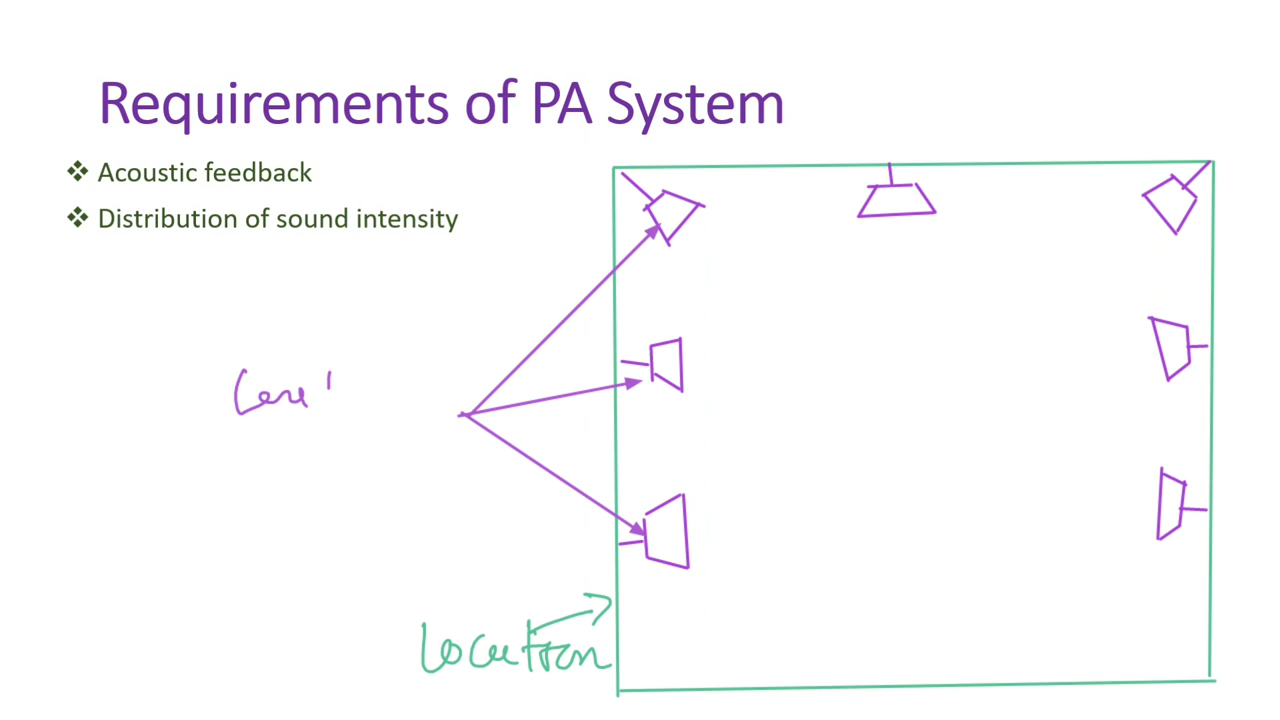 Requirements of PA System
❖ Acoustic feedback
❖ Distribution of sound intensity
Location